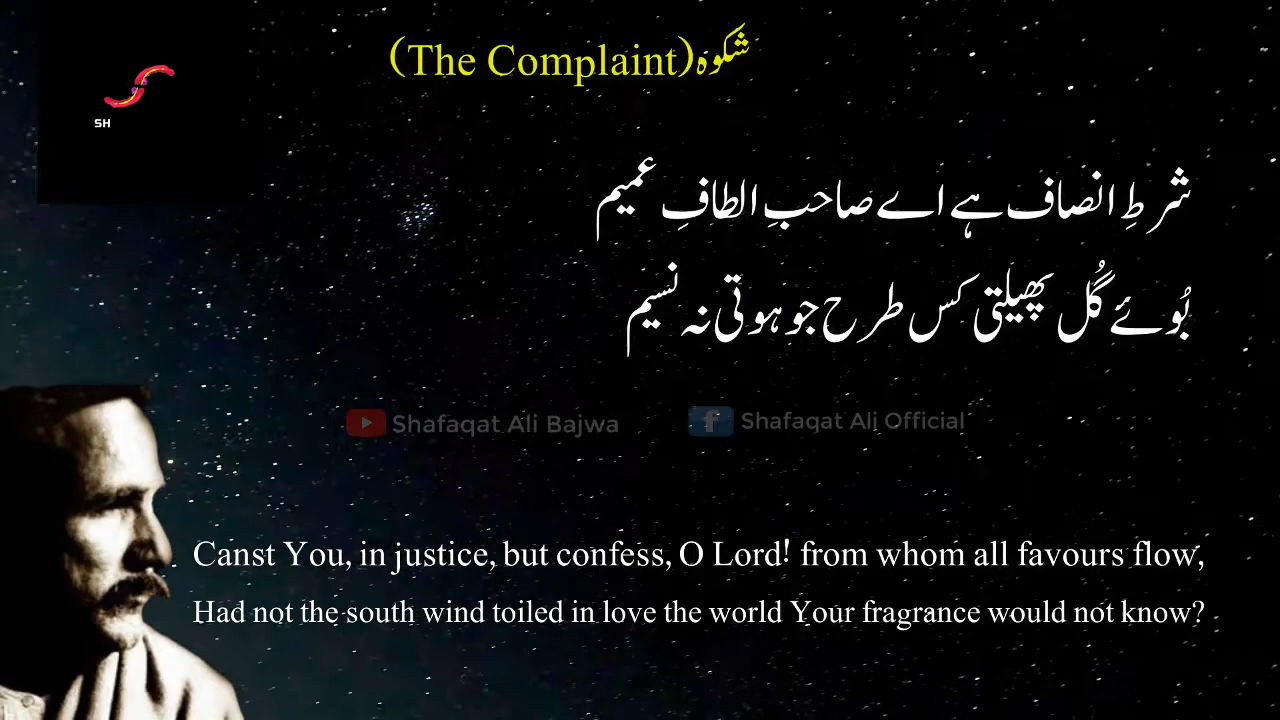 شکوہ(The Complaint)
SH
شرطِ انصاف ہے اے صاحبِ الطافِ عمیم
بُوئے گُل پھیلتی کس طرح جو ہوتی نہ نسیم
Shafaqat Ali Bajwa
Shafaqat Ali Official
Canst You, in justice, but confess, O Lord! from whom all favours flow,
Had not the south wind toiled in love the world Your fragrance would not know?